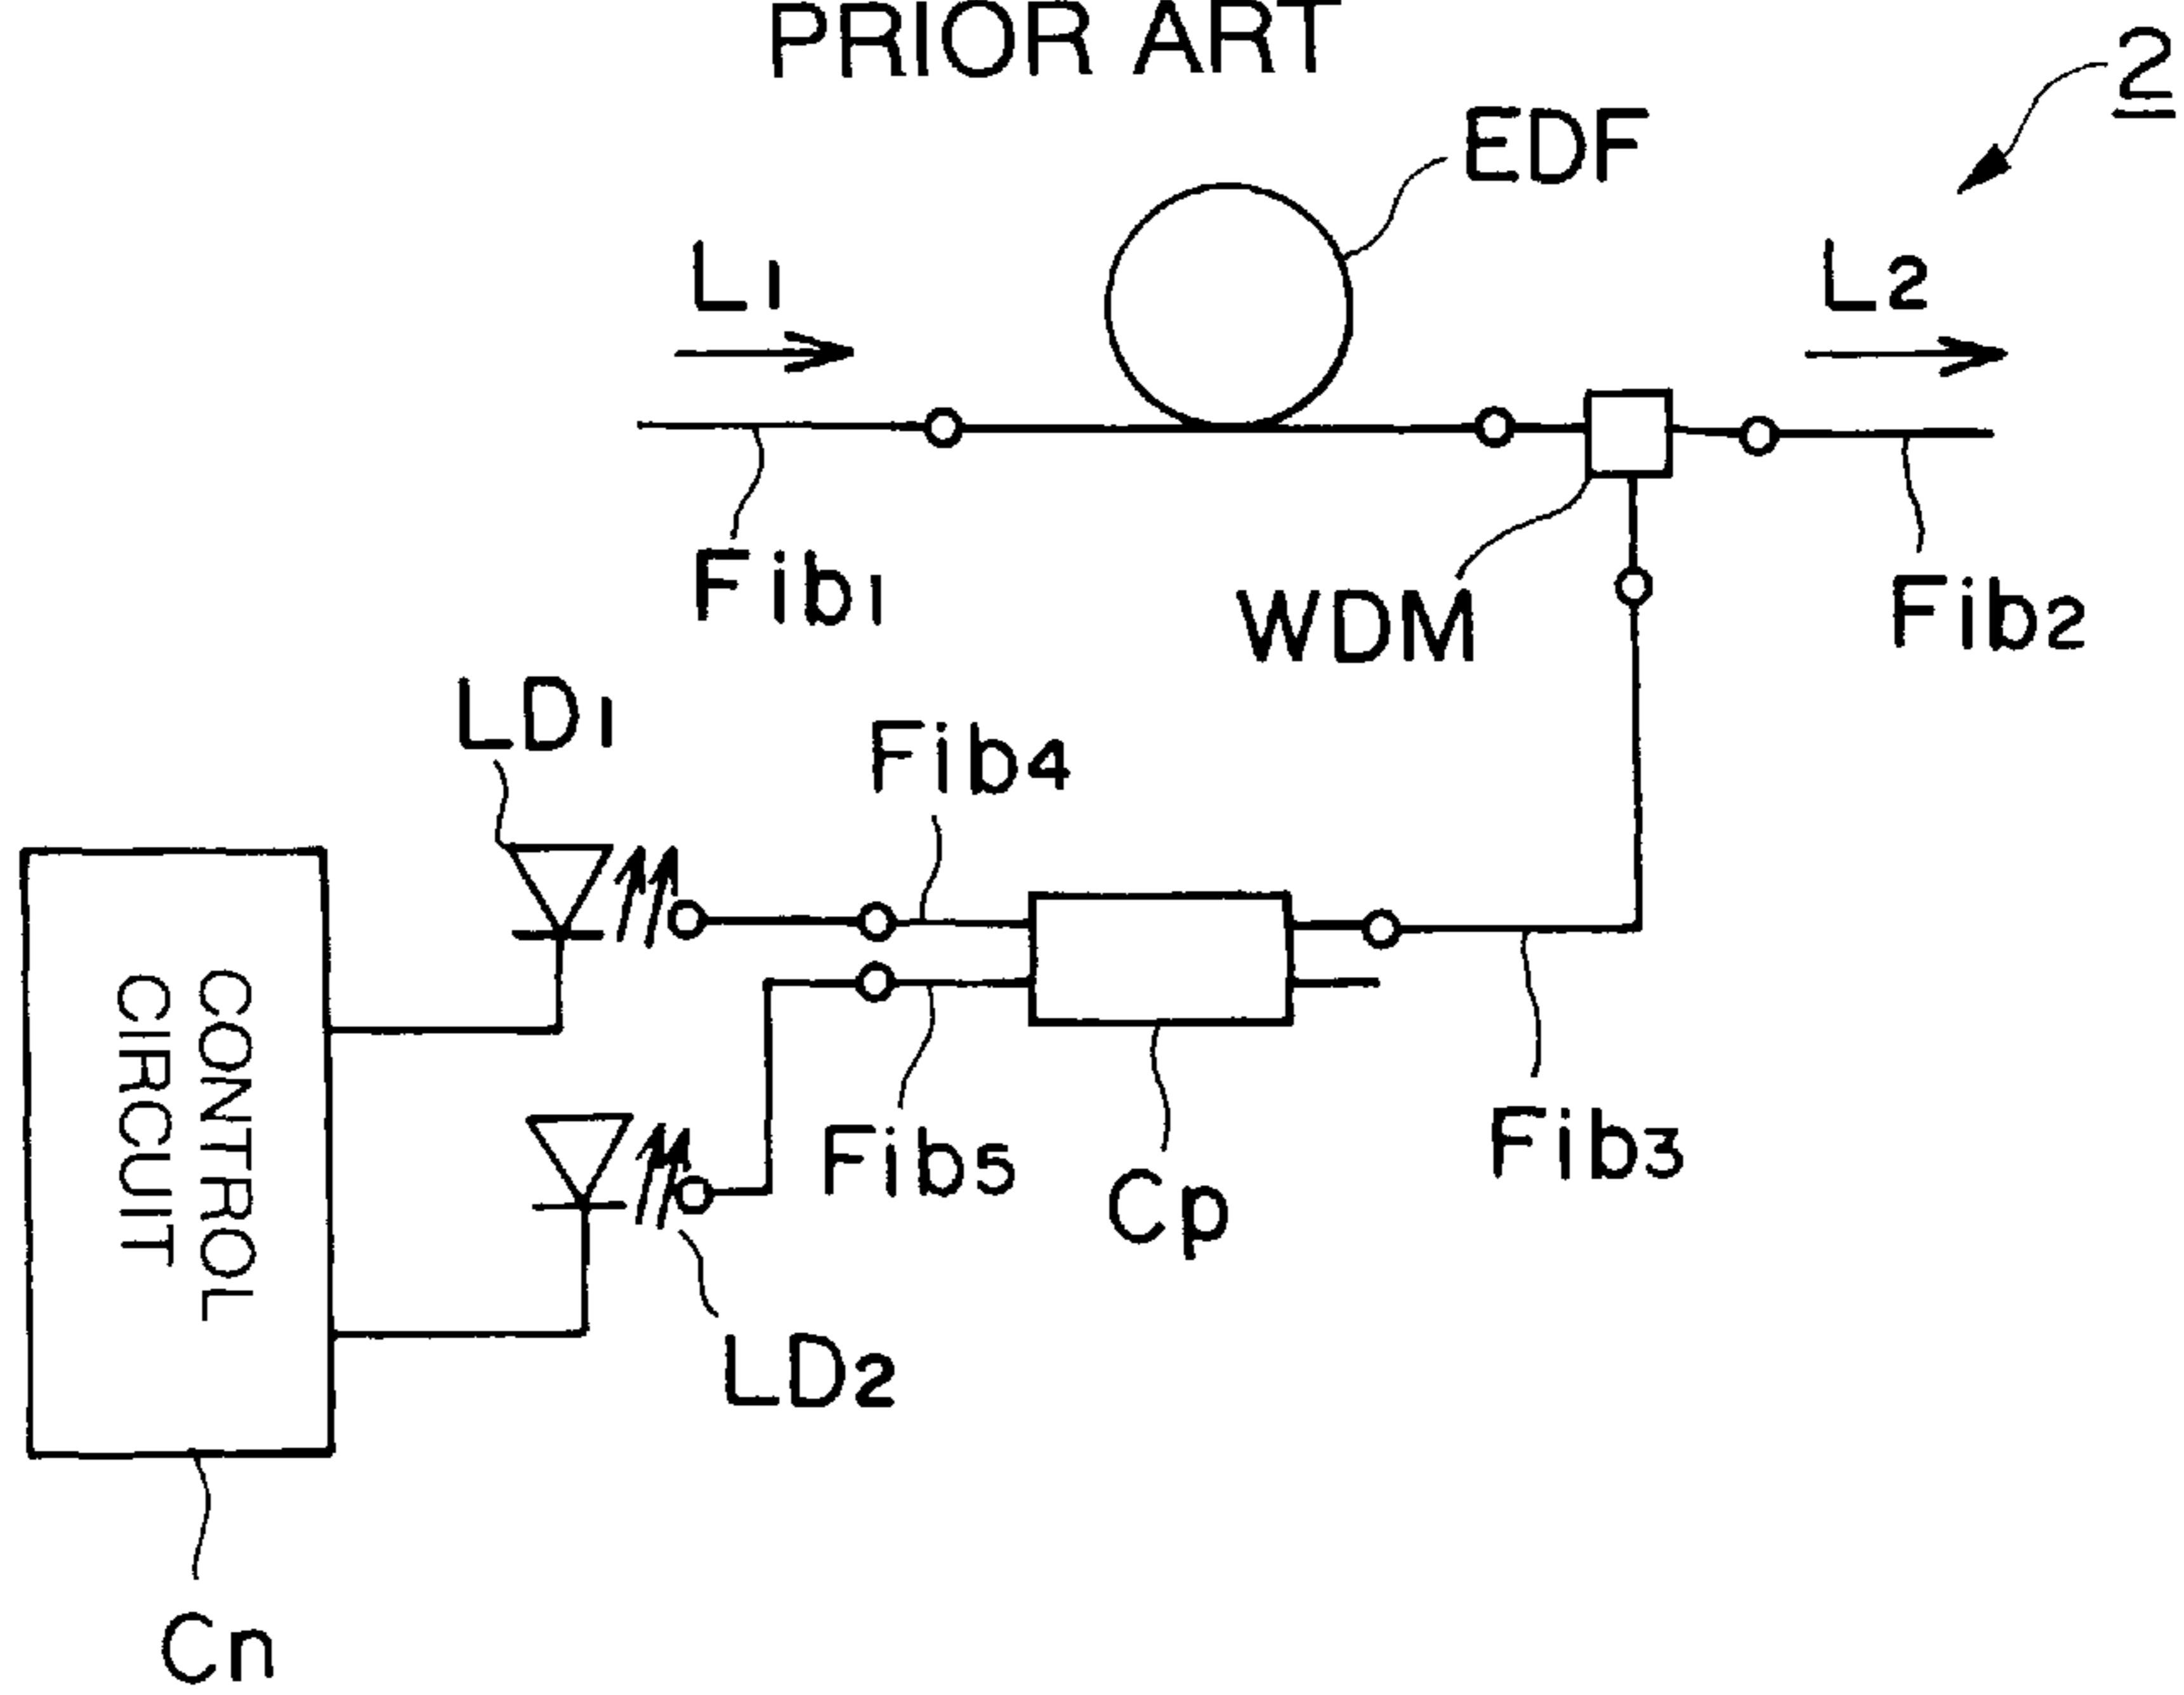 PRIOR ART
2
EDF
L1
L2
Fib1
WDM
Fib2
LD1
Fib4
CONTROL
CIRCUIT
Fib5
Cp
Fib3
LD2
Cn